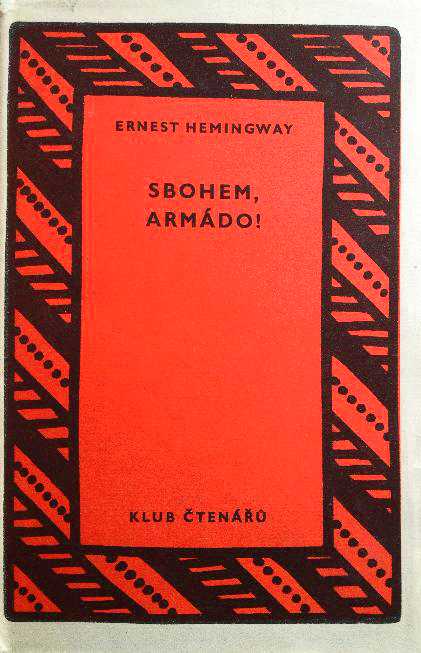 ERNEST HEMINGWAY
SBOHEM,
ARMÁDO!
KLUB ČTENÁŘŮ